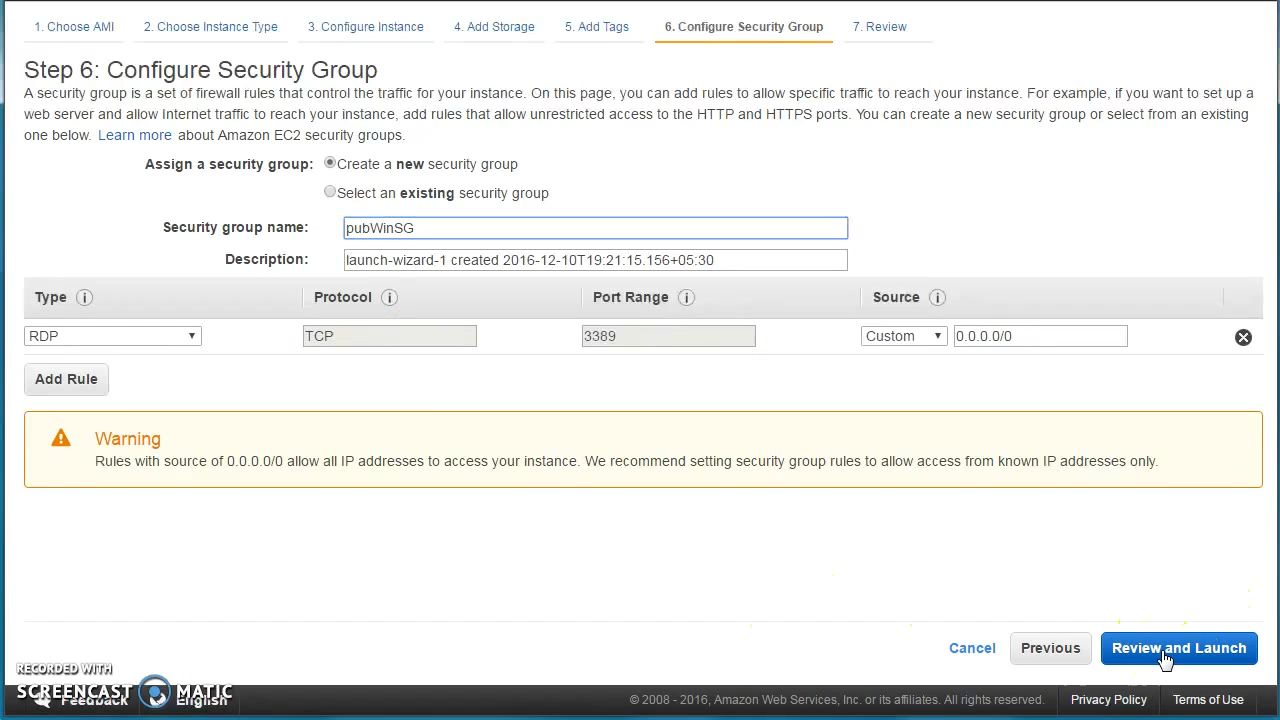 1. Choose AMI 2. Choose Instance Type 3. Configure Instance 4. Add Storage 5. Add Tags 6. Configure Security Group 7. Review
Step 6: Configure Security Group
A security group is a set of firewall rules that control the traffic for your instance. On this page, you can add rules to allow specific traffic to reach your instance. For example, if you want to set up a
web server and allow Internet traffic to reach your instance, add rules that allow unrestricted access to the HTTP and HTTPS ports. You can create a new security group or select from an existing
one below. Learn more about Amazon EC2 security groups.
Assign a security group: Create a new security group
Select an existing security group
Security group name: pubWinSG
Description: launch-wizard-1 created 2016-12-10T19:21:15.156+05:30
Type Protocol Port Range Source
RDP TCP 3389 Custom 0.0.0.0/0
Add Rule
Warning
Rules with source of 0.0.0.0/0 allow all IP addresses to access your instance. We recommend setting security group rules to allow access from known IP addresses only.
Cancel Previous Review and Launch
RECORDED WITH
SCREENCAST MATIC
Feedback English © 2008 - 2016, Amazon Web Services, Inc. or its affiliates. All rights reserved. Privacy Policy Terms of Use